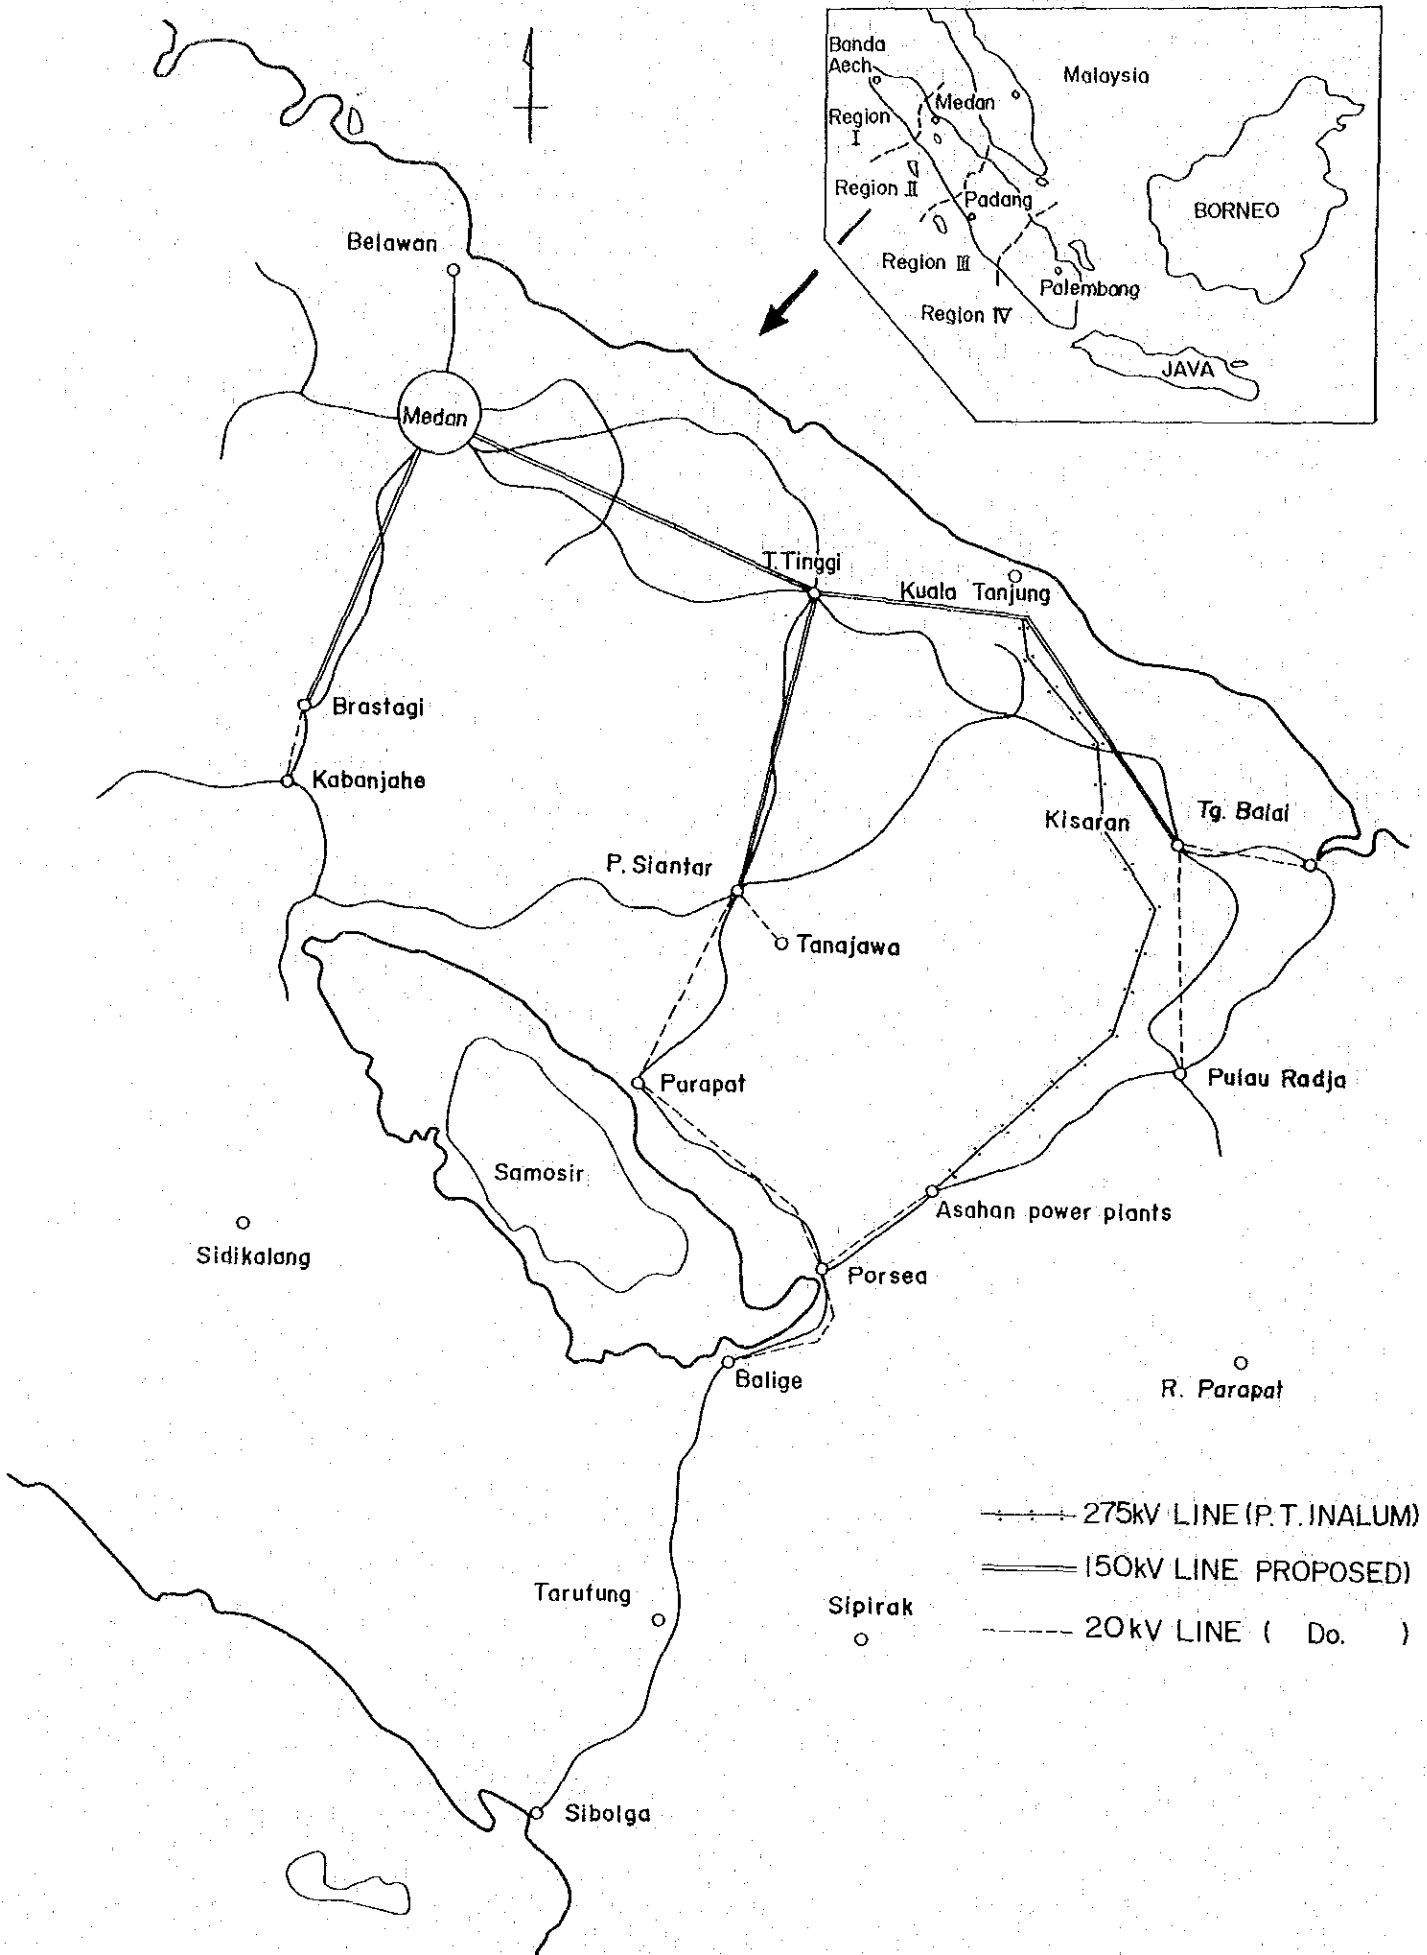 Banda
Aech
Malaysia
Medan
Region
I
Region II
Padang
BORNEO
Region III
Palembang
Region IV
JAVA
Belawan
Medan
T.Tinggi
Kuala Tanjung
Brastagi
Kabanjahe
Kisaran
Tg. Balai
P. Siantar
Tanajawa
Parapat
Pulau Radja
Samosir
Asahan power plants
Sidikalang
Porsea
Balige
R. Parapat
275kV LINE (P.T. INALUM)
150kV LINE PROPOSED)
20kV LINE ( Do. )
Tarutung
Sipirak
Sibolga